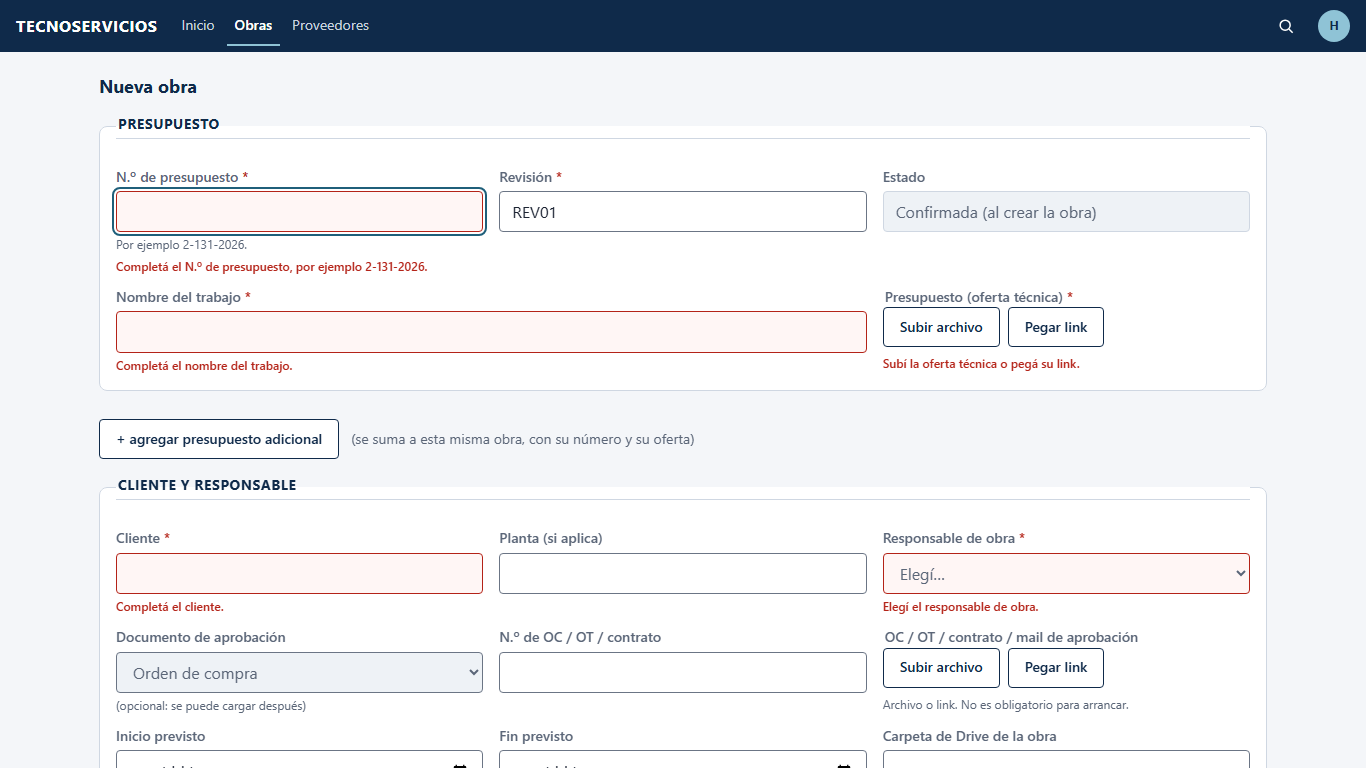 TECNOSERVICIOS Inicio Obras Proveedores H
Nueva obra
PRESUPUESTO
N.º de presupuesto * Revisión * Estado
REV01 Confirmada (al crear la obra)
Por ejemplo 2-131-2026.
Completá el N.º de presupuesto, por ejemplo 2-131-2026.
Nombre del trabajo * Presupuesto (oferta técnica) *
Subir archivo Pegar link
Completá el nombre del trabajo. Subí la oferta técnica o pegá su link.
+ agregar presupuesto adicional (se suma a esta misma obra, con su número y su oferta)
CLIENTE Y RESPONSABLE
Cliente * Planta (si aplica) Responsable de obra *
Elegí...
Completá el cliente. Elegí el responsable de obra.
Documento de aprobación N.º de OC / OT / contrato OC / OT / contrato / mail de aprobación
Orden de compra Subir archivo Pegar link
(opcional: se puede cargar después) Archivo o link. No es obligatorio para arrancar.
Inicio previsto Fin previsto Carpeta de Drive de la obra